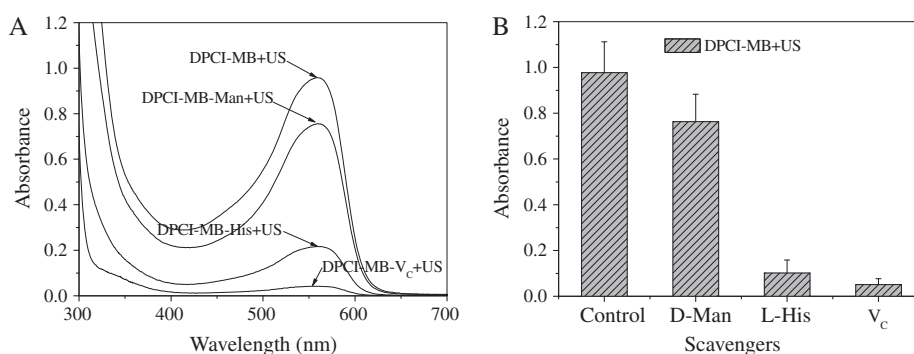 A
1.2
1.0
0.8
0.6
0.4
0.2
0.0
Absorbance
DPCI-MB+US
DPCI-MB-Man+US
DPCI-MB-His+US
DPCI-MB-V_C+US
300 400 500 600 700
Wavelength (nm)
B
1.2
1.0
0.8
0.6
0.4
0.2
0.0
Absorbance
DPCI-MB+US
Control D-Man L-His V_C
Scavengers